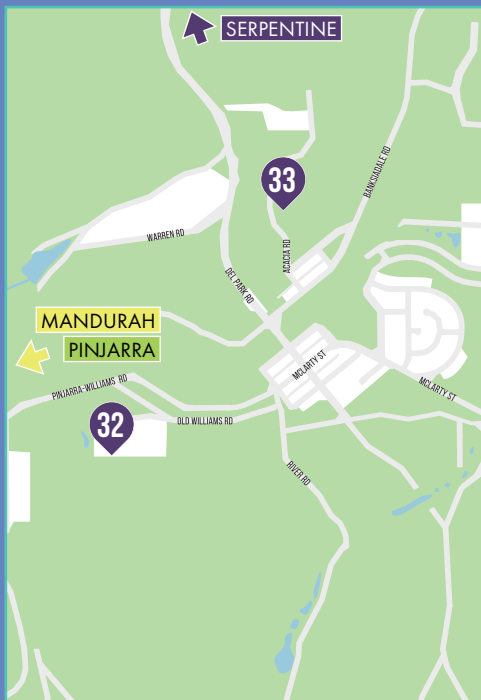 SERPENTINE
BANKSIADALE RD
33
WARREN RD
ACACIA RD
DEL PARK RD
MANDURAH
PINJARRA
MCLARTY ST
PINJARRA-WILLIAMS RD
MCLARTY ST
32
OLD WILLIAMS RD
RIVER RD